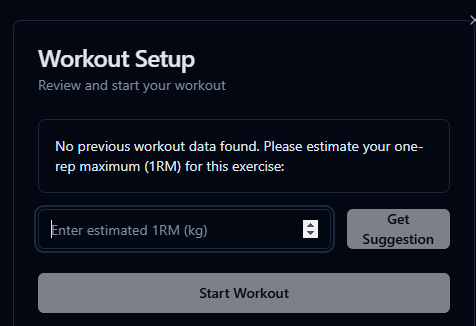 Workout Setup
Review and start your workout
No previous workout data found. Please estimate your one-
rep maximum (1RM) for this exercise:
Enter estimated 1RM (kg)
Get
Suggestion
Start Workout